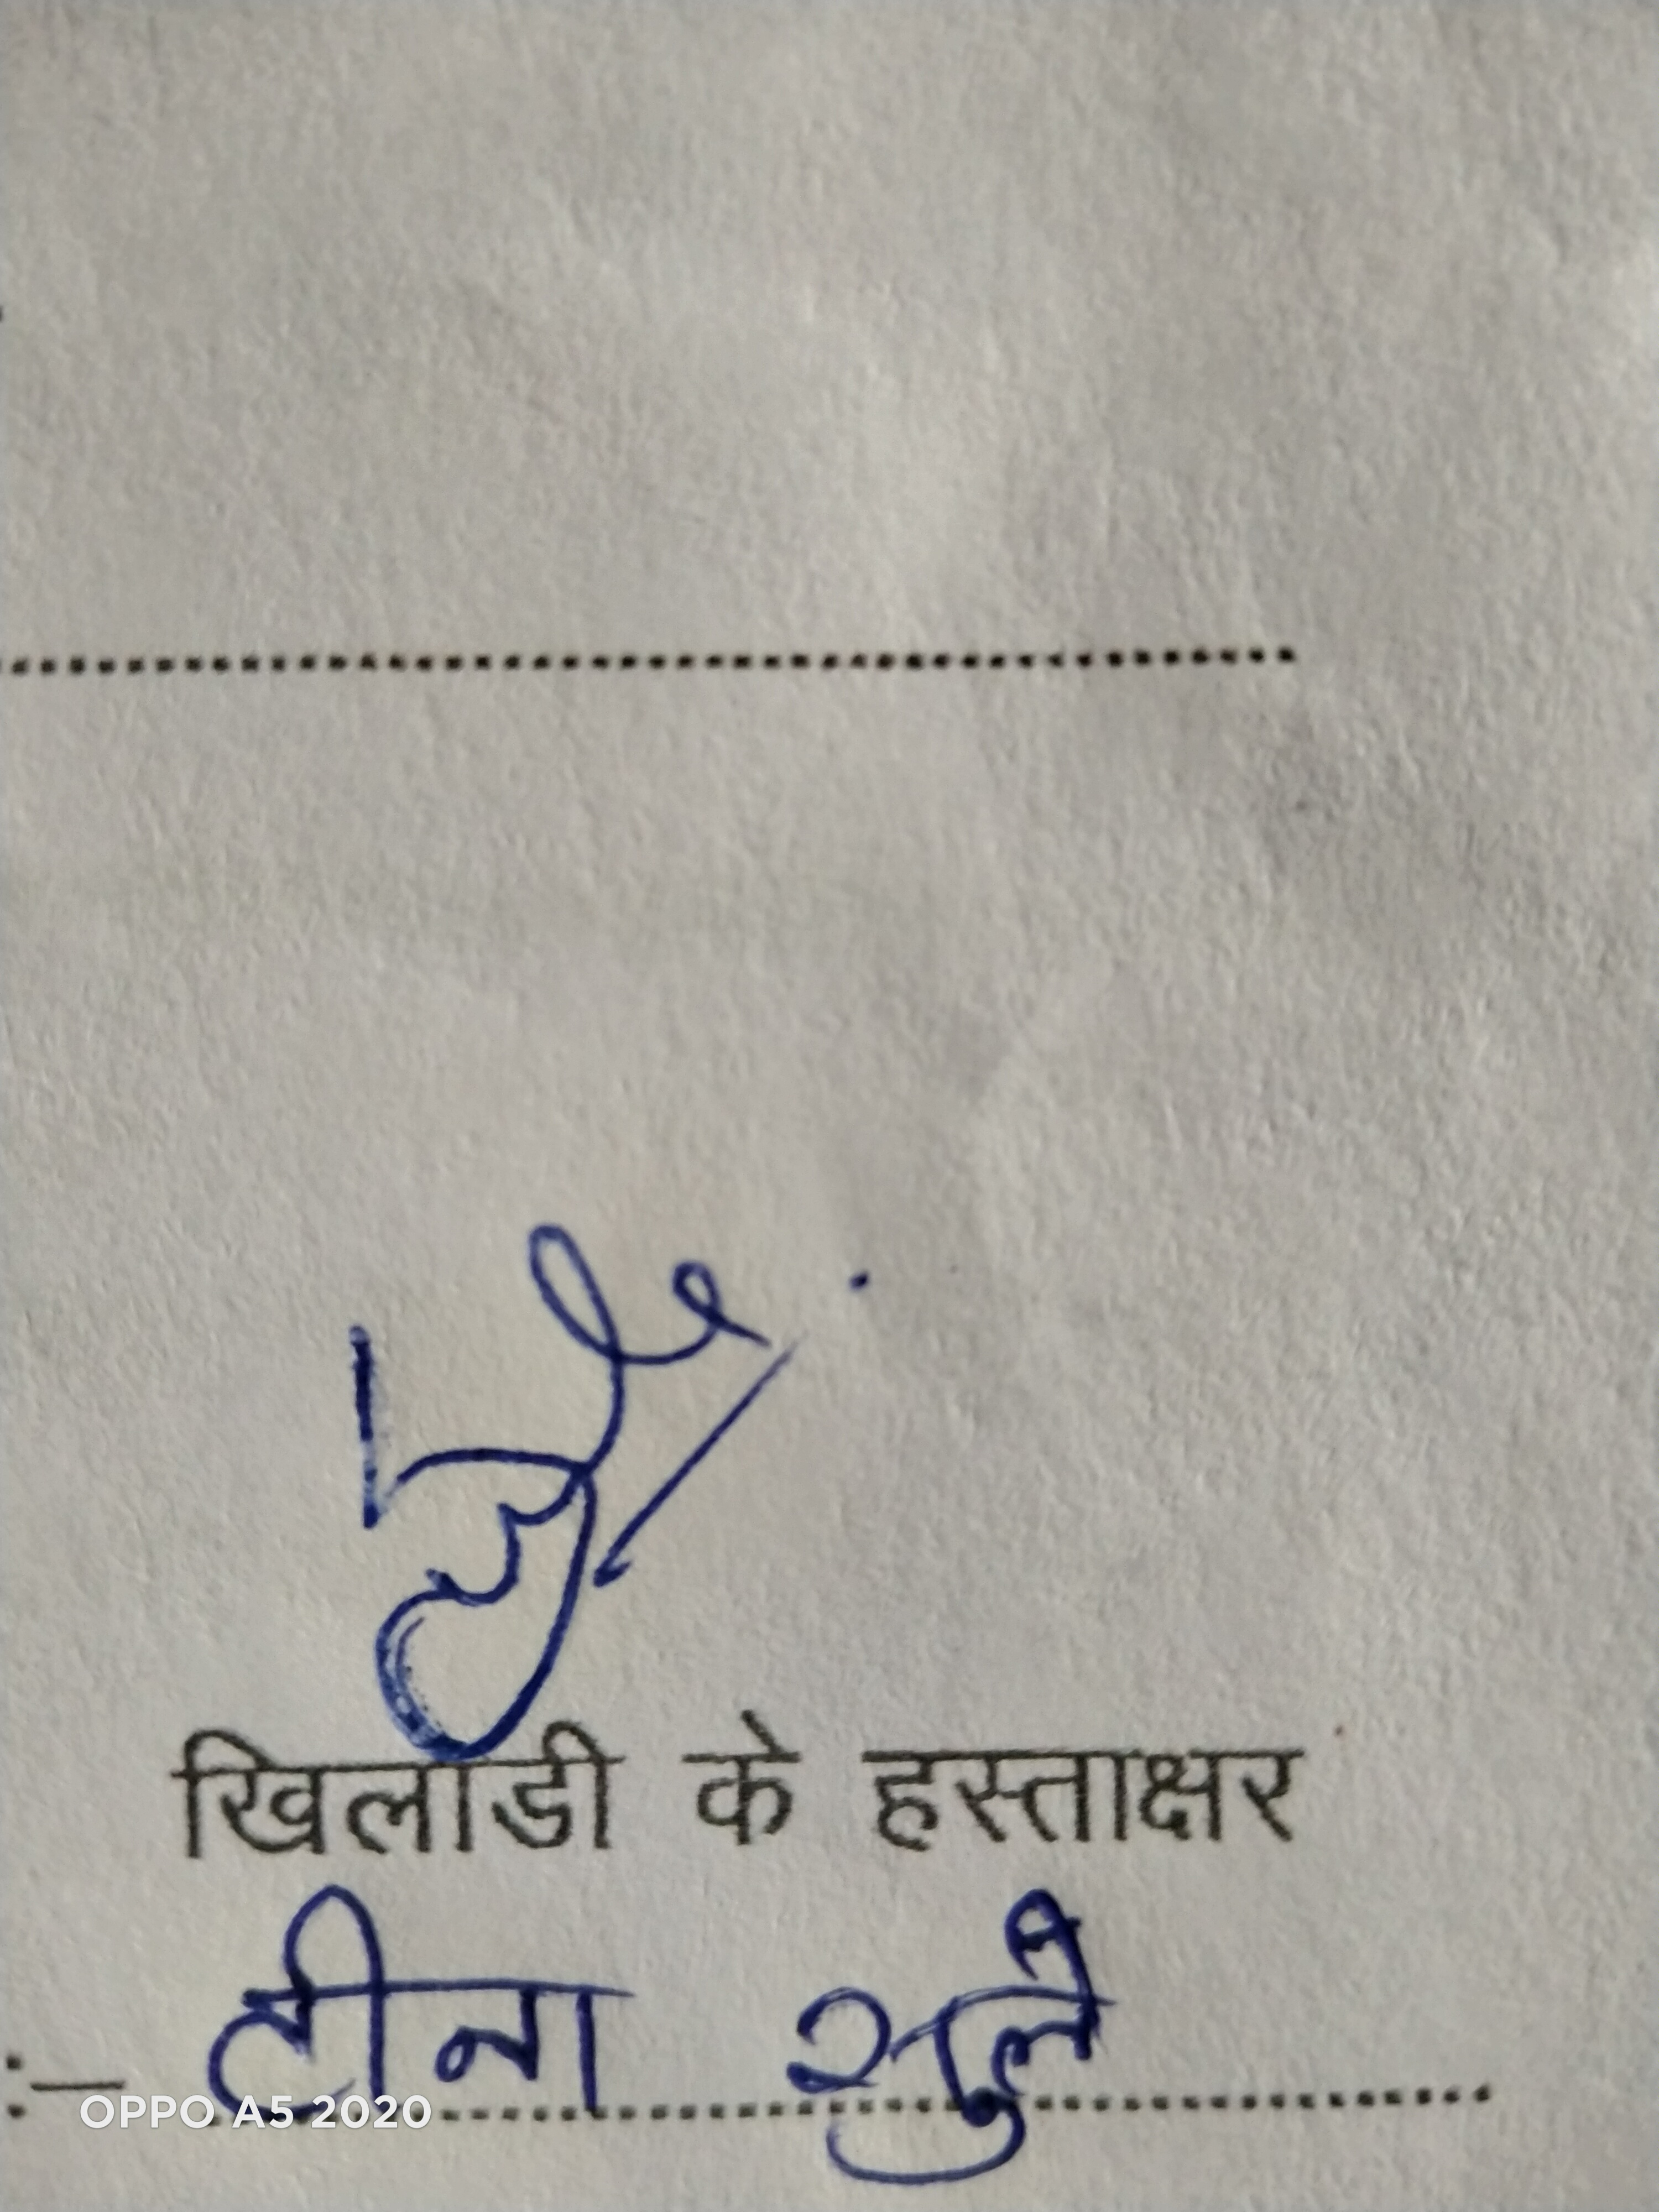 खिलाडी के हस्ताक्षर
:- टीना सुले
OPPO A5 2020